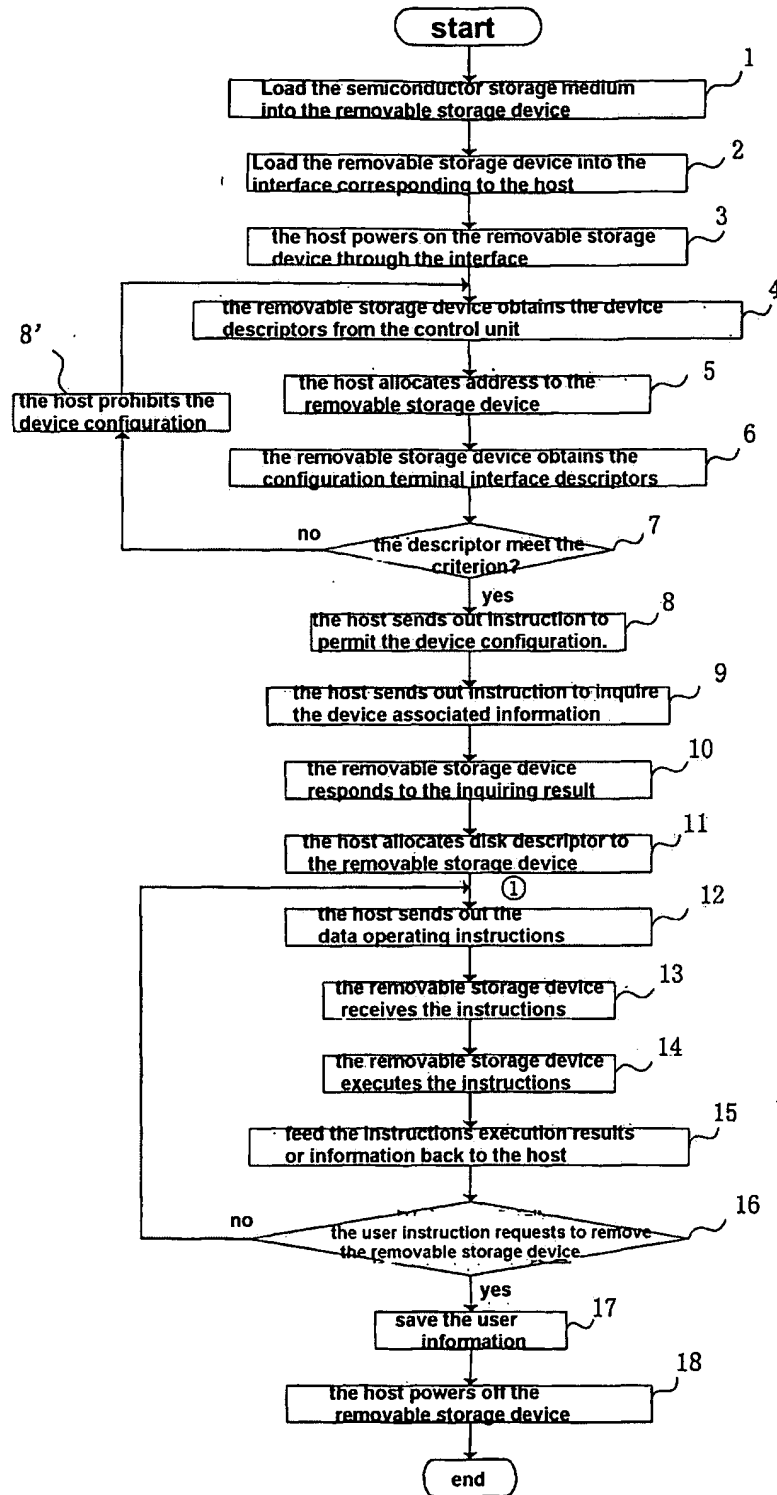 start
1
Load the semiconductor storage medium
into the removable storage device
2
Load the removable storage device into the
interface corresponding to the host
3
the host powers on the removable storage
device through the interface
4
the removable storage device obtains the device
descriptors from the control unit
8'
the host prohibits the
device configuration
5
the host allocates address to the
removable storage device
6
the removable storage device obtains the
configuration terminal interface descriptors
no
7
the descriptor meet the
criterion?
yes
8
the host sends out instruction to
permit the device configuration.
9
the host sends out instruction to inquire
the device associated information
10
the removable storage device
responds to the inquiring result
11
the host allocates disk descriptor to
the removable storage device
①
12
the host sends out the
data operating instructions
13
the removable storage device
receives the instructions
14
the removable storage device
executes the instructions
15
feed the instructions execution results
or information back to the host
no
16
the user instruction requests to remove
the removable storage device
yes
17
save the user
information
18
the host powers off the
removable storage device
end